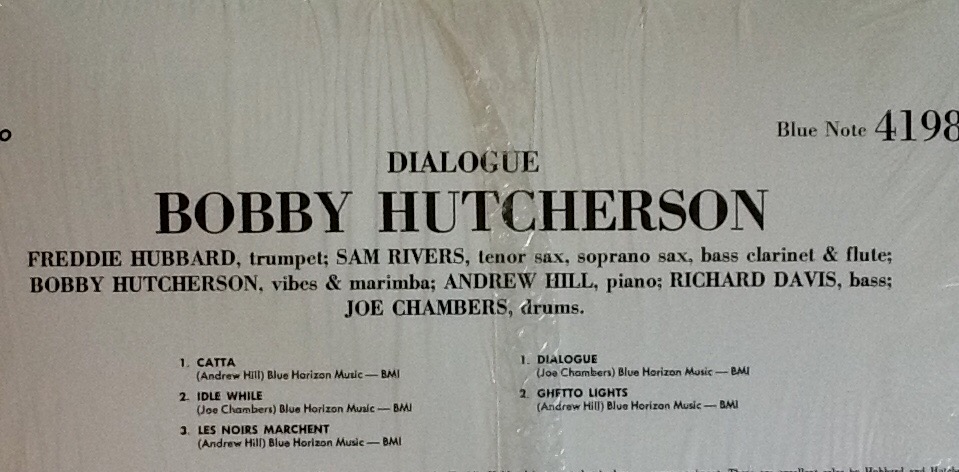 Blue Note 4198
DIALOGUE
BOBBY HUTCHERSON
FREDDIE HUBBARD, trumpet; SAM RIVERS, tenor sax, soprano sax, bass clarinet & flute;
BOBBY HUTCHERSON, vibes & marimba; ANDREW HILL, piano; RICHARD DAVIS, bass;
JOE CHAMBERS, drums.
1. CATTA
(Andrew Hill) Blue Horizon Music — BMI
2. IDLE WHILE
(Joe Chambers) Blue Horizon Music — BMI
3. LES NOIRS MARCHENT
(Andrew Hill) Blue Horizon Music — BMI
1. DIALOGUE
(Joe Chambers) Blue Horizon Music — BMI
2. GHETTO LIGHTS
(Andrew Hill) Blue Horizon Music — BMI